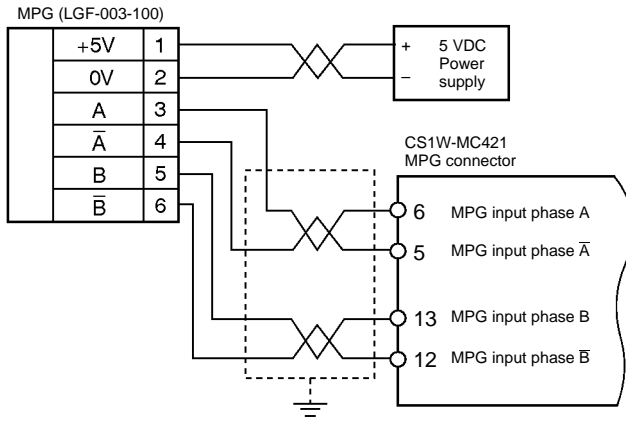 MPG (LGF-003-100)
+5V 1
0V 2
A 3
A̅ 4
B 5
B̅ 6
+ 5 VDC
Power
− supply
CS1W-MC421
MPG connector
6 MPG input phase A
5 MPG input phase A̅
13 MPG input phase B
12 MPG input phase B̅